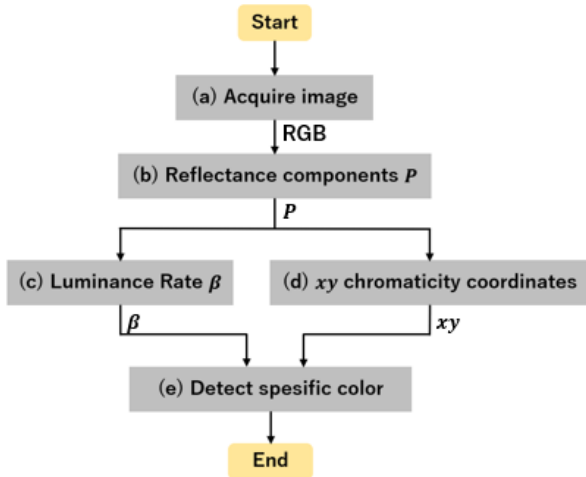 Start
(a) Acquire image
RGB
(b) Reflectance components P
P
(c) Luminance Rate β
(d) xy chromaticity coordinates
β
xy
(e) Detect spesific color
End